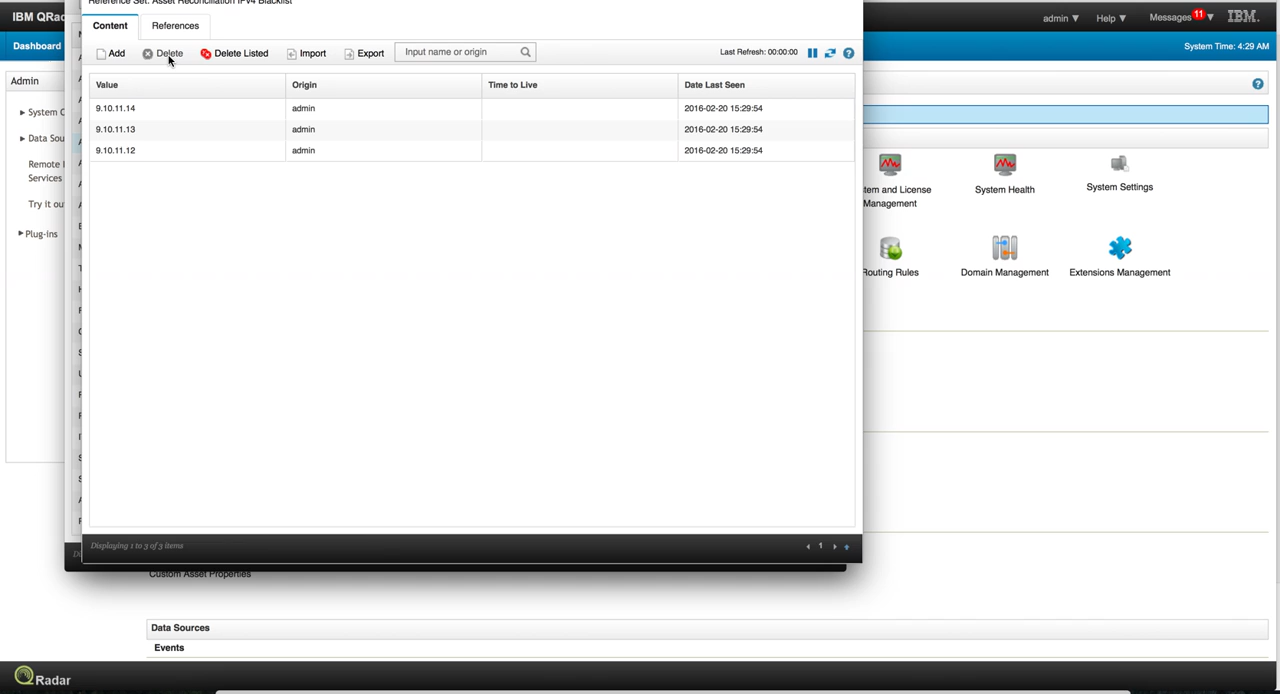 IBM QRad
admin ▼ Help ▼ Messages 11 ▼ IBM
Dashboard
System Time: 4:29 AM
Reference Set: Asset Reconciliation IPv4 Blacklist
Content References
Add Delete Delete Listed Import Export Input name or origin Last Refresh: 00:00:00
Value Origin Time to Live Date Last Seen
9.10.11.14 admin 2016-02-20 15:29:54
9.10.11.13 admin 2016-02-20 15:29:54
9.10.11.12 admin 2016-02-20 15:29:54
Displaying 1 to 3 of 3 items
1
Admin
System C
Data Sou
Remote
Services
Try it ou
Plug-ins
tem and License
Management
System Health
System Settings
Routing Rules
Domain Management
Extensions Management
Custom Asset Properties
Data Sources
Events
QRadar